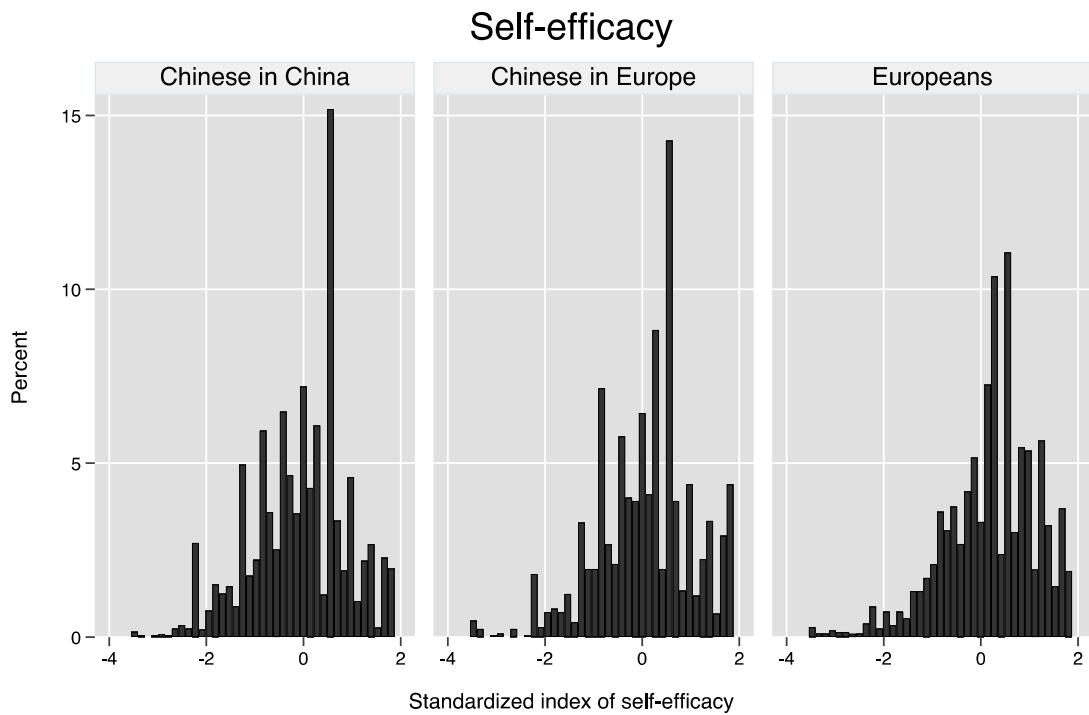 Self-efficacy
Chinese in China
Chinese in Europe
Europeans
Percent
15
10
5
0
-4 -2 0 2
-4 -2 0 2
-4 -2 0 2
Standardized index of self-efficacy